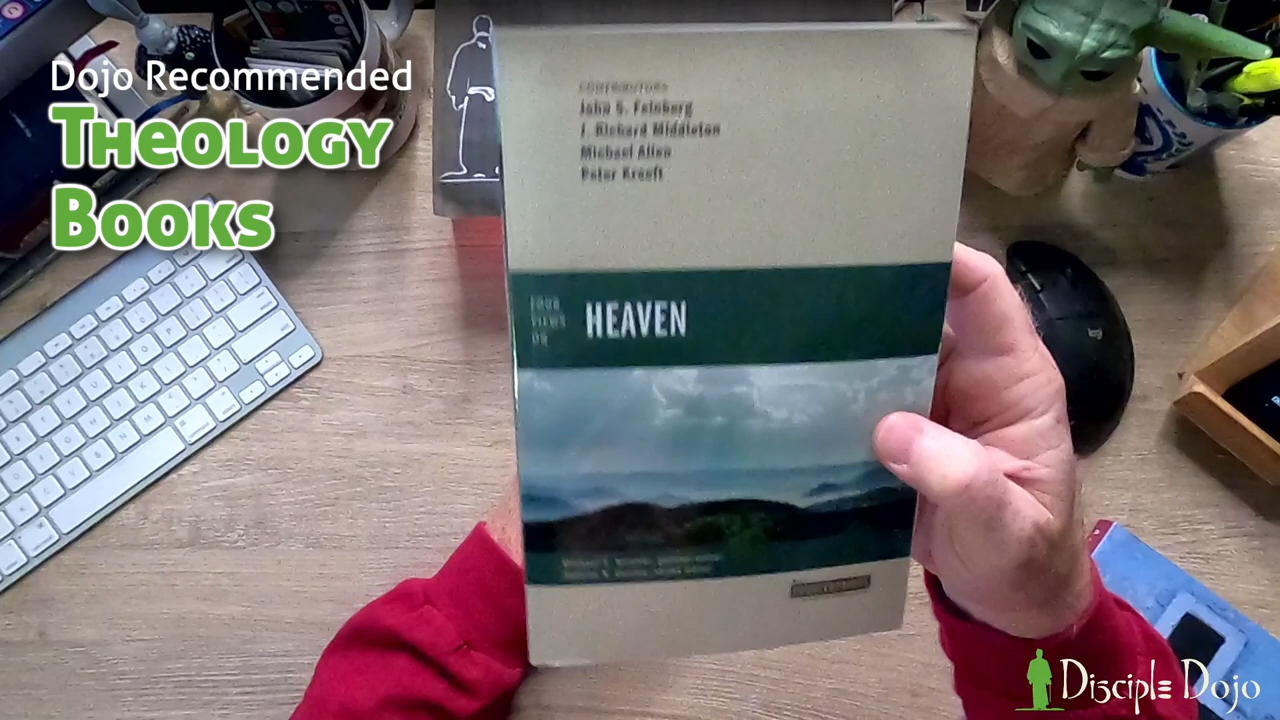 Dojo Recommended
Theology
Books
CONTRIBUTORS
John S. Feinberg
J. Richard Middleton
Michael Allen
Peter Kreeft
FOUR
VIEWS
ON
HEAVEN
Disciple Dojo